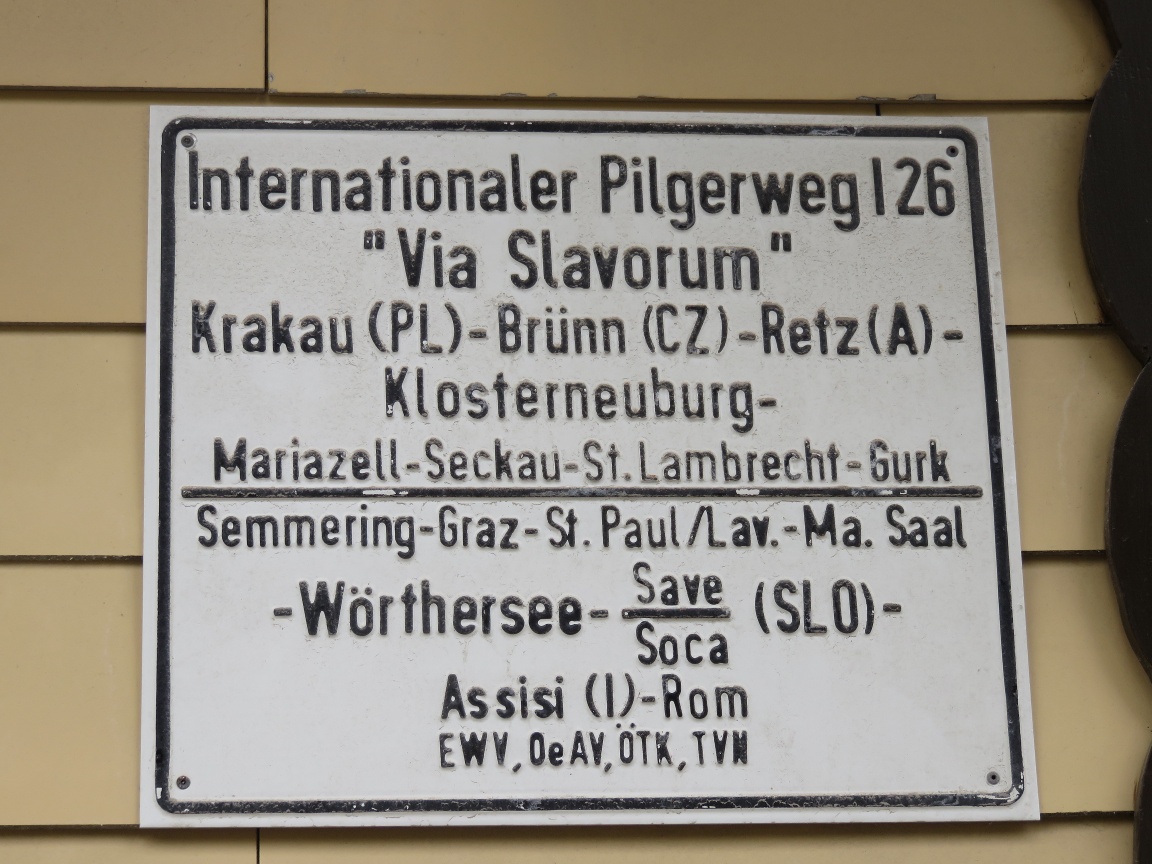 Internationaler Pilgerweg I 26
"Via Slavorum"
Krakau (PL)-Brünn (CZ)-Retz (A)-
Klosterneuburg-
Mariazell-Seckau-St. Lambrecht-Gurk
Semmering-Graz-St. Paul/Lav.-Ma. Saal
-Wörthersee- Save (SLO)-
Soca
Assisi (I)-Rom
EWV, OeAV, ÖTK, TVN